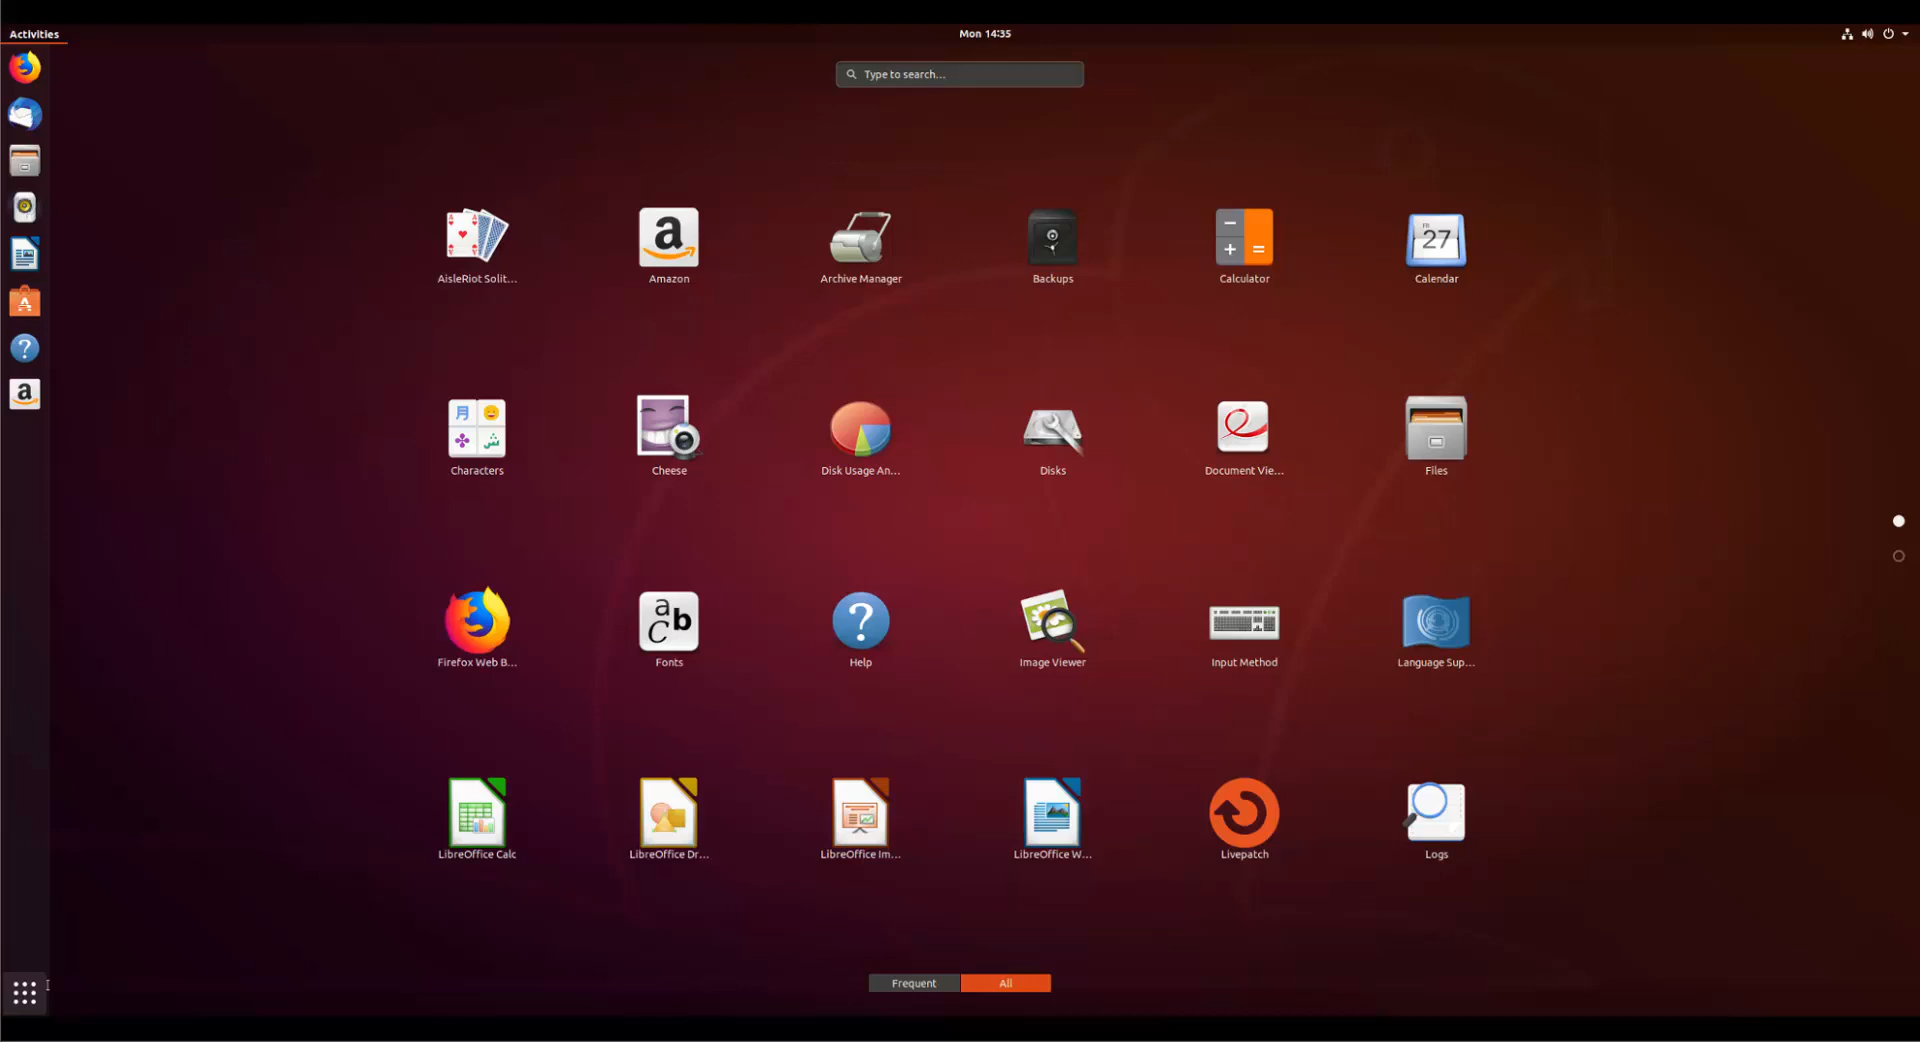 Activities
Mon 14:35
Type to search...
AisleRiot Solit...
Amazon
Archive Manager
Backups
Calculator
Calendar
27
Characters
Cheese
Disk Usage An...
Disks
Document Vie...
Files
Firefox Web B...
Fonts
Help
Image Viewer
Input Method
Language Sup...
LibreOffice Calc
LibreOffice Dr...
LibreOffice Im...
LibreOffice W...
Livepatch
Logs
Frequent
All